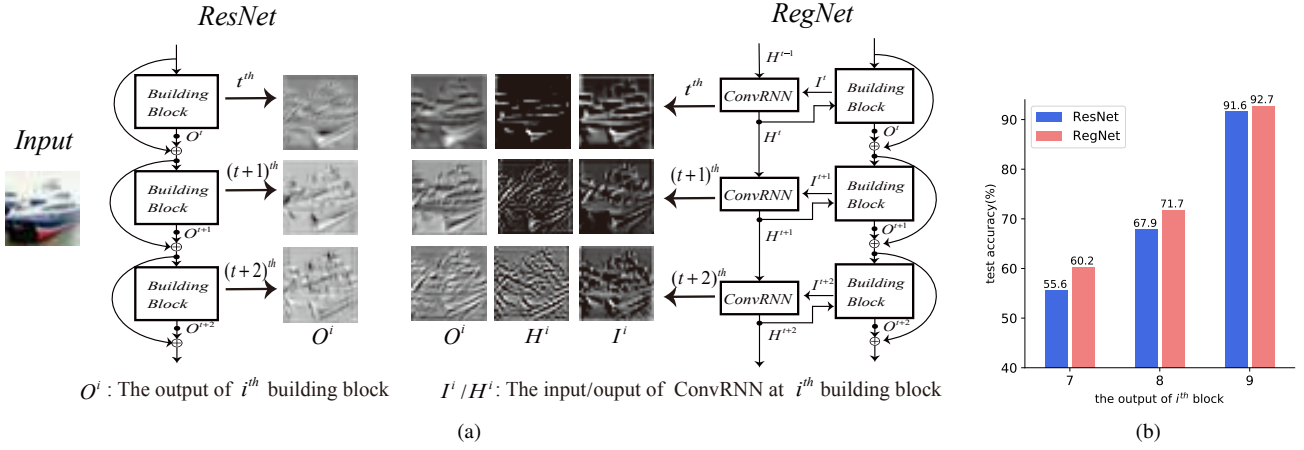 ResNet
Input
Building
Block
t^th
O^t
Building
Block
(t+1)^th
O^t+1
Building
Block
(t+2)^th
O^t+2
O^i
O^i : The output of i^th building block
RegNet
H^t-1
t^th
ConvRNN
I^t
Building
Block
H^t
O^t
(t+1)^th
ConvRNN
I^t+1
Building
Block
H^t+1
O^t+1
(t+2)^th
ConvRNN
I^t+2
Building
Block
H^t+2
O^t+2
O^i H^i I^i
I^i /H^i : The input/ouput of ConvRNN at i^th building block
(a)
ResNet
RegNet
test accuracy(%)
90
80
70
60
50
40
55.6
60.2
67.9
71.7
91.6
92.7
7 8 9
the output of i^th block
(b)